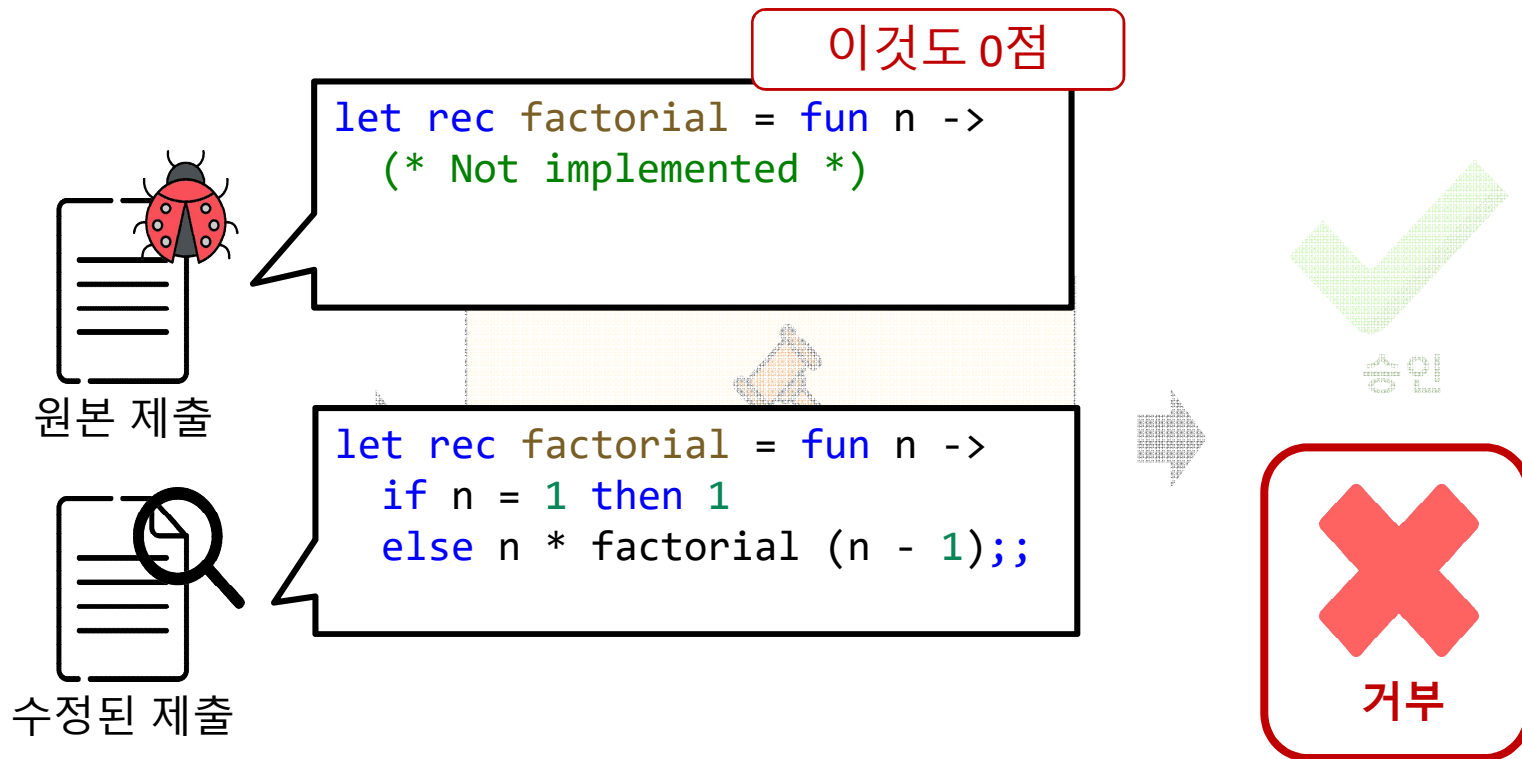 이것도 0점
let rec factorial = fun n ->
(* Not implemented *)
원본 제출
let rec factorial = fun n ->
if n = 1 then 1
else n * factorial (n - 1);;
수정된 제출
승인
거부